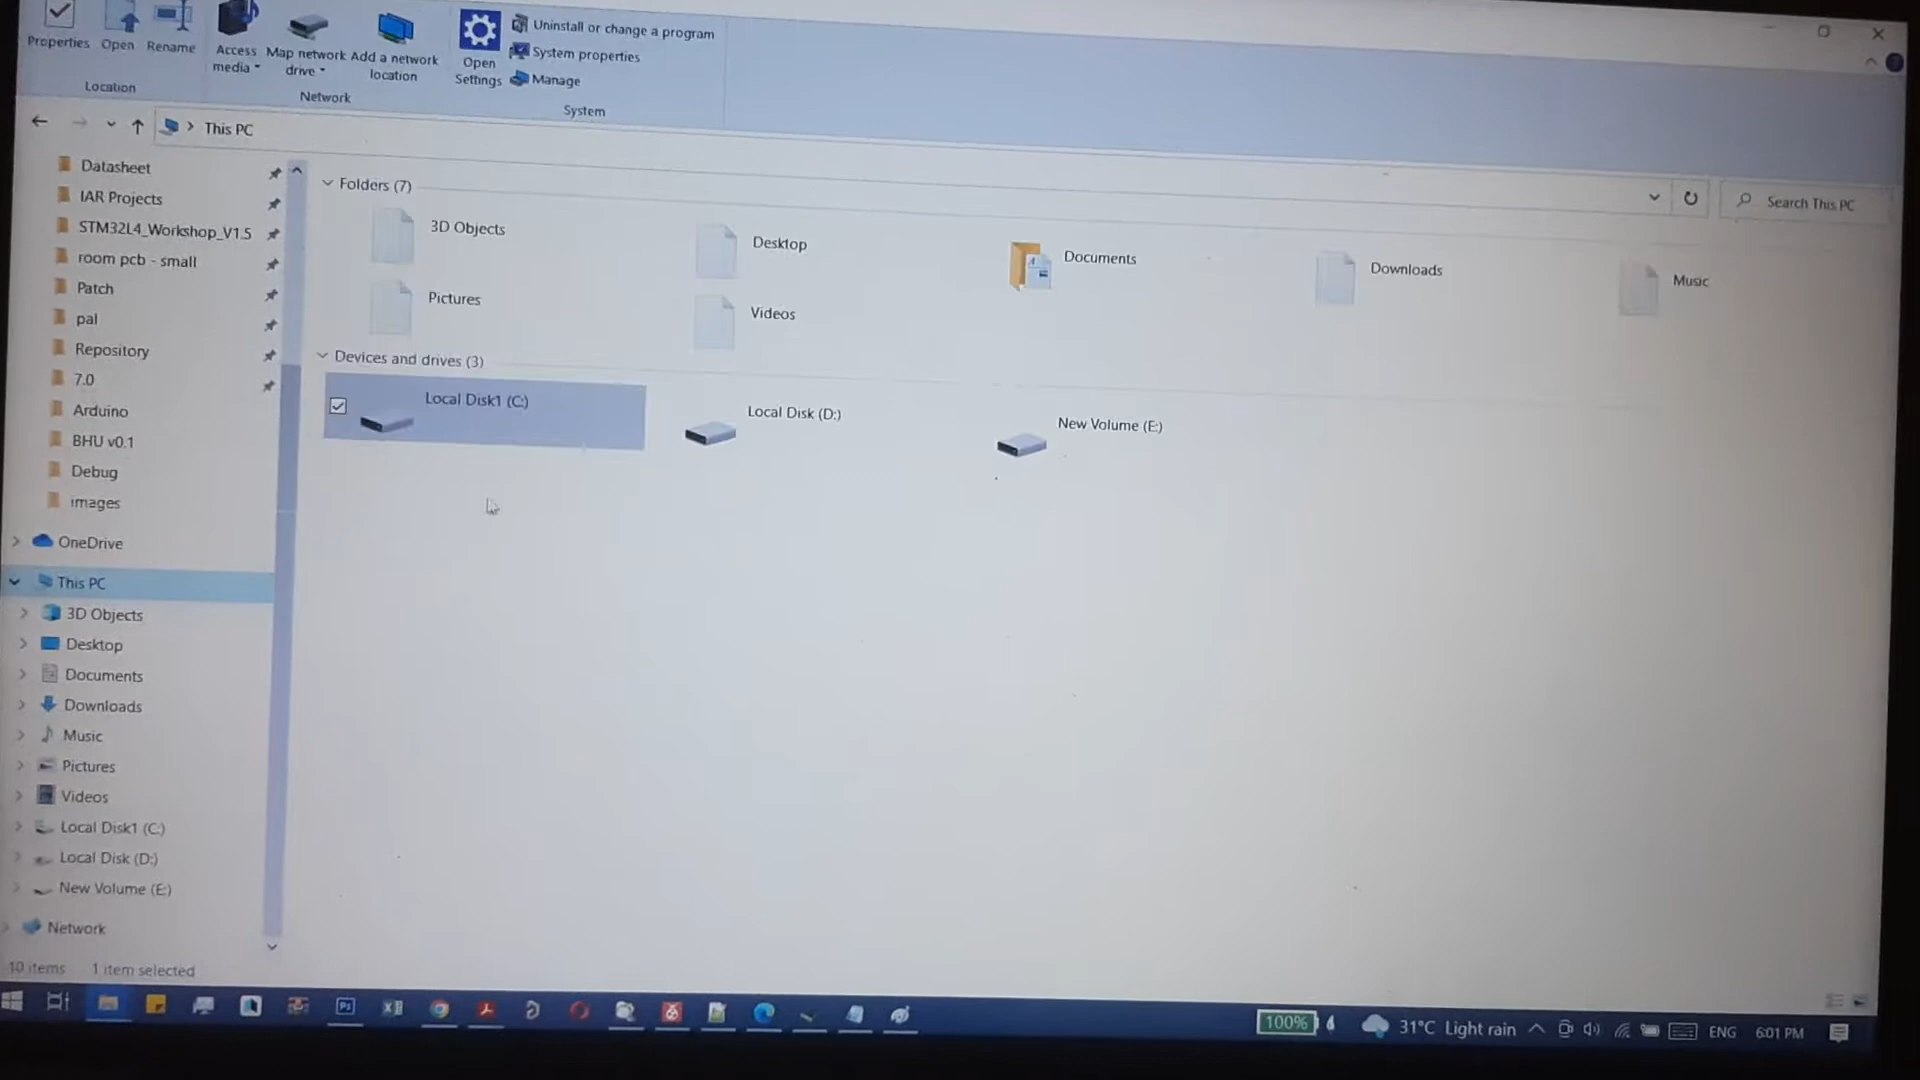 Properties
Open
Rename
Access media
Map network drive
Add a network location
Open Settings
Uninstall or change a program
System properties
Manage
Location
Network
System
This PC
Search This PC
Datasheet
IAR Projects
STM32L4_Workshop_V1.5
room pcb - small
Patch
pal
Repository
7.0
Arduino
BHU v0.1
Debug
images
OneDrive
This PC
3D Objects
Desktop
Documents
Downloads
Music
Pictures
Videos
Local Disk1 (C:)
Local Disk (D:)
New Volume (E:)
Network
Folders (7)
3D Objects
Desktop
Documents
Downloads
Music
Pictures
Videos
Devices and drives (3)
Local Disk1 (C:)
Local Disk (D:)
New Volume (E:)
10 items 1 item selected
Ps
100%
31°C Light rain
ENG
6:01 PM